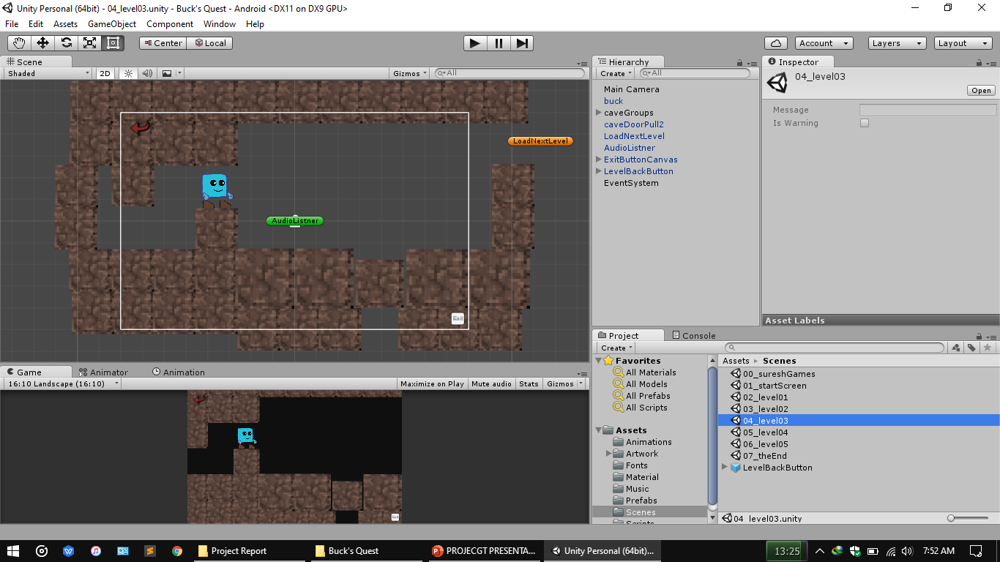 Unity Personal (64bit) - 04_level03.unity - Buck's Quest - Android <DX11 on DX9 GPU>
File Edit Assets GameObject Component Window Help
Center Local Account Layers Layout
Scene
Shaded 2D Gizmos All
LoadNextLevel
AudioListner
Exit
Hierarchy
Create All
Main Camera
buck
caveGroups
caveDoorPull2
LoadNextLevel
AudioListner
ExitButtonCanvas
LevelBackButton
EventSystem
Inspector
04_level03
Open
Message
Is Warning
Asset Labels
Game Animator Animation
16:10 Landscape (16:10) Maximize on Play Mute audio Stats Gizmos
Exit
Project Console
Create
Favorites
All Materials
All Models
All Prefabs
All Scripts
Assets
Animations
Artwork
Fonts
Material
Music
Prefabs
Scenes
Scripts
Assets Scenes
00_sureshGames
01_startScreen
02_level01
03_level02
04_level03
05_level04
06_level05
07_theEnd
LevelBackButton
04_level03.unity
Project Report Buck's Quest PROJECGT PRESENTA... Unity Personal (64bit)... 13:25 7:52 AM